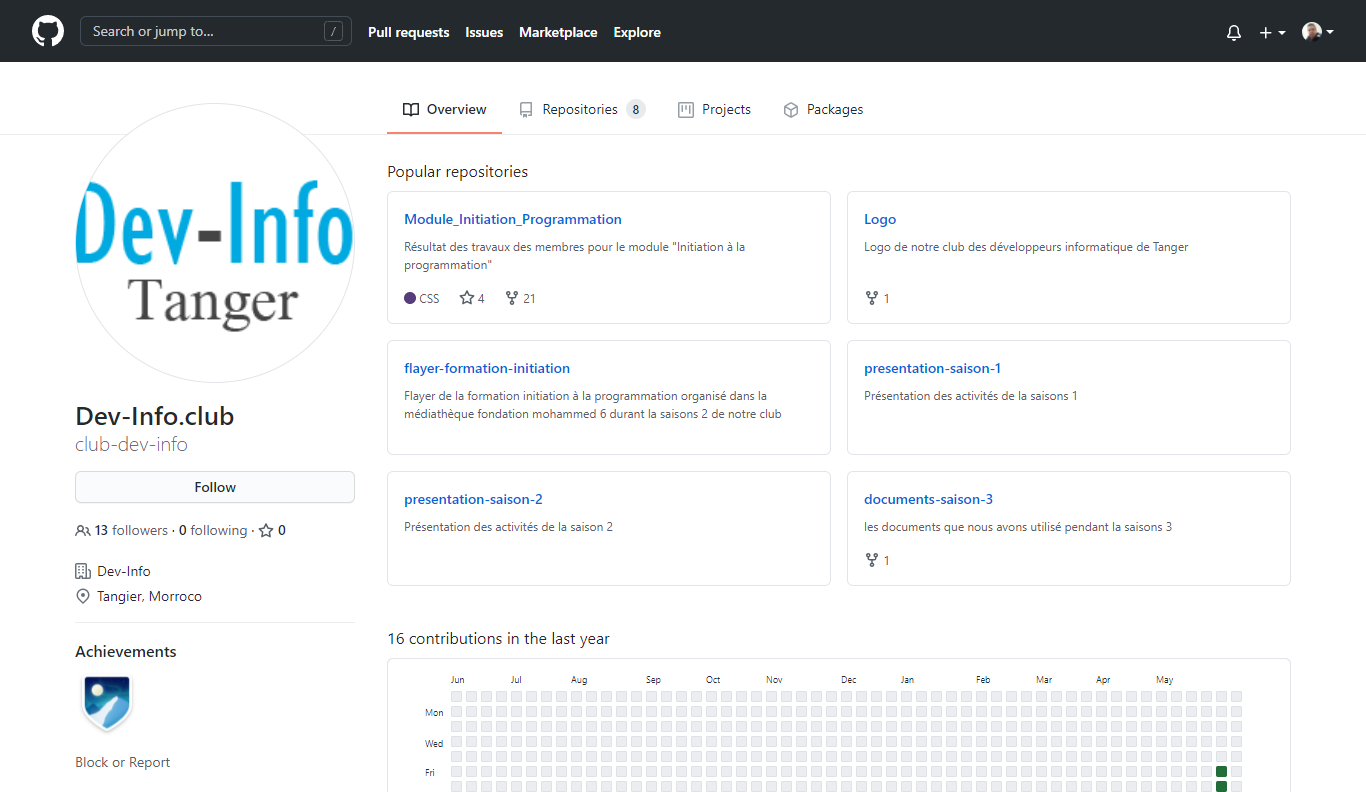 Search or jump to...
/
Pull requests
Issues
Marketplace
Explore
Overview
Repositories 8
Projects
Packages
Dev-Info
Tanger
Dev-Info.club
club-dev-info
Follow
13 followers · 0 following · 0
Dev-Info
Tangier, Morroco
Achievements
Block or Report
Popular repositories
Module_Initiation_Programmation
Résultat des travaux des membres pour le module "Initiation à la
programmation"
CSS 4 21
Logo
Logo de notre club des développeurs informatique de Tanger
1
flayer-formation-initiation
Flayer de la formation initiation à la programmation organisé dans la
médiathèque fondation mohammed 6 durant la saisons 2 de notre club
presentation-saison-1
Présentation des activités de la saisons 1
presentation-saison-2
Présentation des activités de la saison 2
documents-saison-3
les documents que nous avons utilisé pendant la saisons 3
1
16 contributions in the last year
Jun Jul Aug Sep Oct Nov Dec Jan Feb Mar Apr May
Mon
Wed
Fri